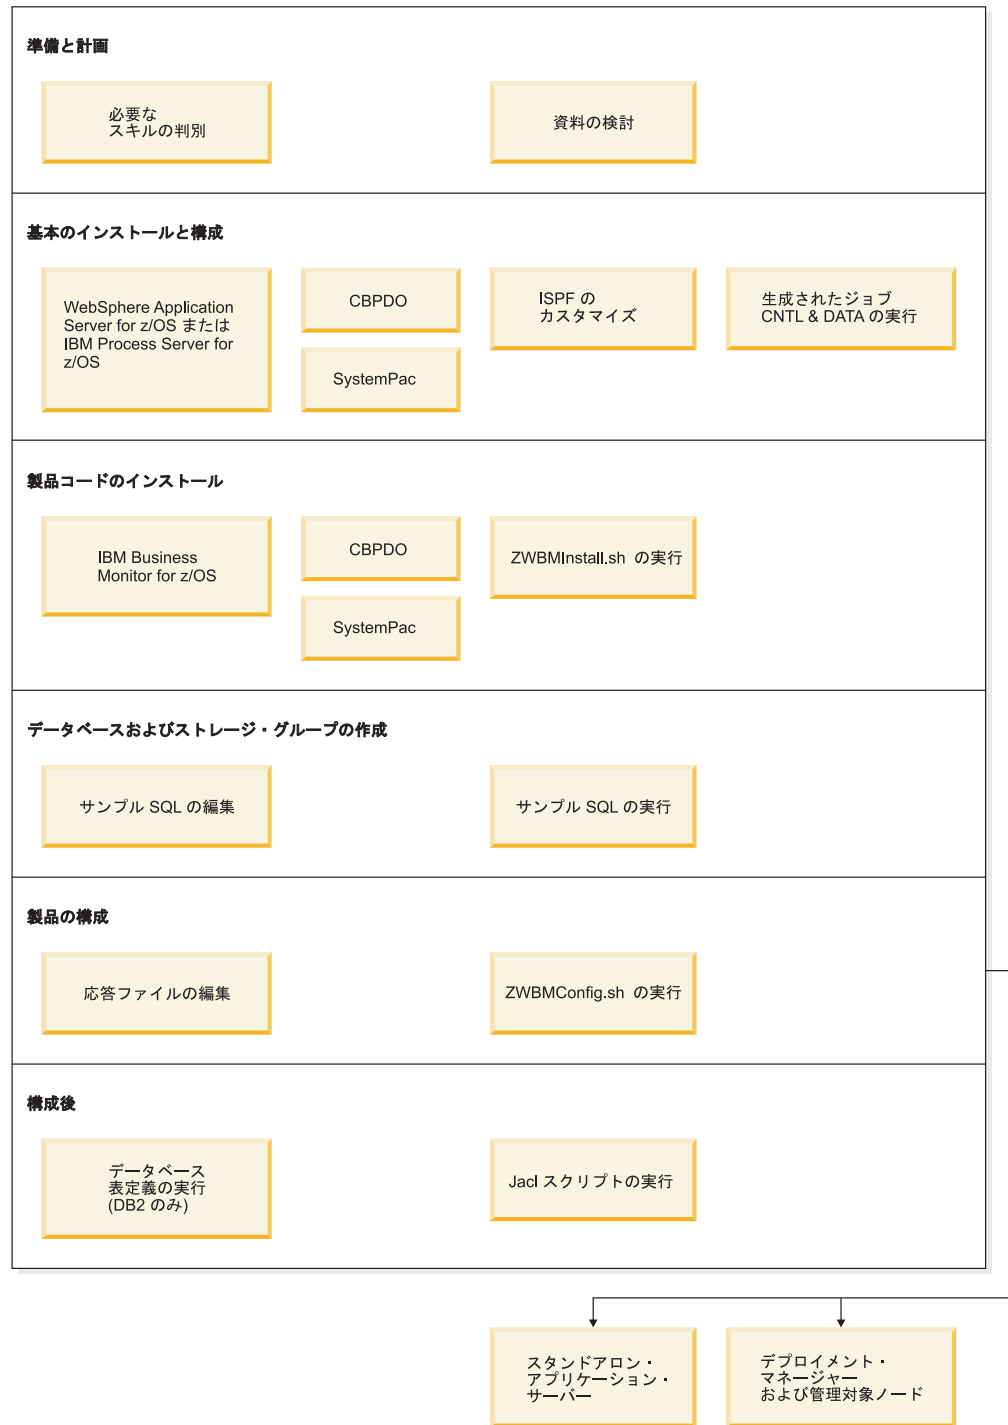 準備と計画
必要な
スキルの判別
資料の検討
基本のインストールと構成
WebSphere Application
Server for z/OS または
IBM Process Server for
z/OS
CBPDO
SystemPac
ISPF の
カスタマイズ
生成されたジョブ
CNTL & DATA の実行
製品コードのインストール
IBM Business
Monitor for z/OS
CBPDO
SystemPac
ZWBMInstall.sh の実行
データベースおよびストレージ・グループの作成
サンプル SQL の編集
サンプル SQL の実行
製品の構成
応答ファイルの編集
ZWBMConfig.sh の実行
構成後
データベース
表定義の実行
(DB2 のみ)
Jacl スクリプトの実行
スタンドアロン・
アプリケーション・
サーバー
デプロイメント・
マネージャー
および管理対象ノード